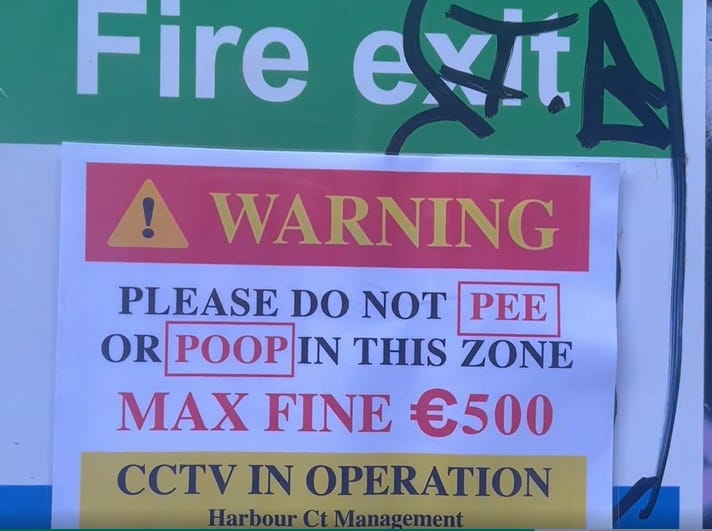 Fire exit
WARNING
PLEASE DO NOT PEE
OR POOP IN THIS ZONE
MAX FINE €500
CCTV IN OPERATION
Harbour Ct Management